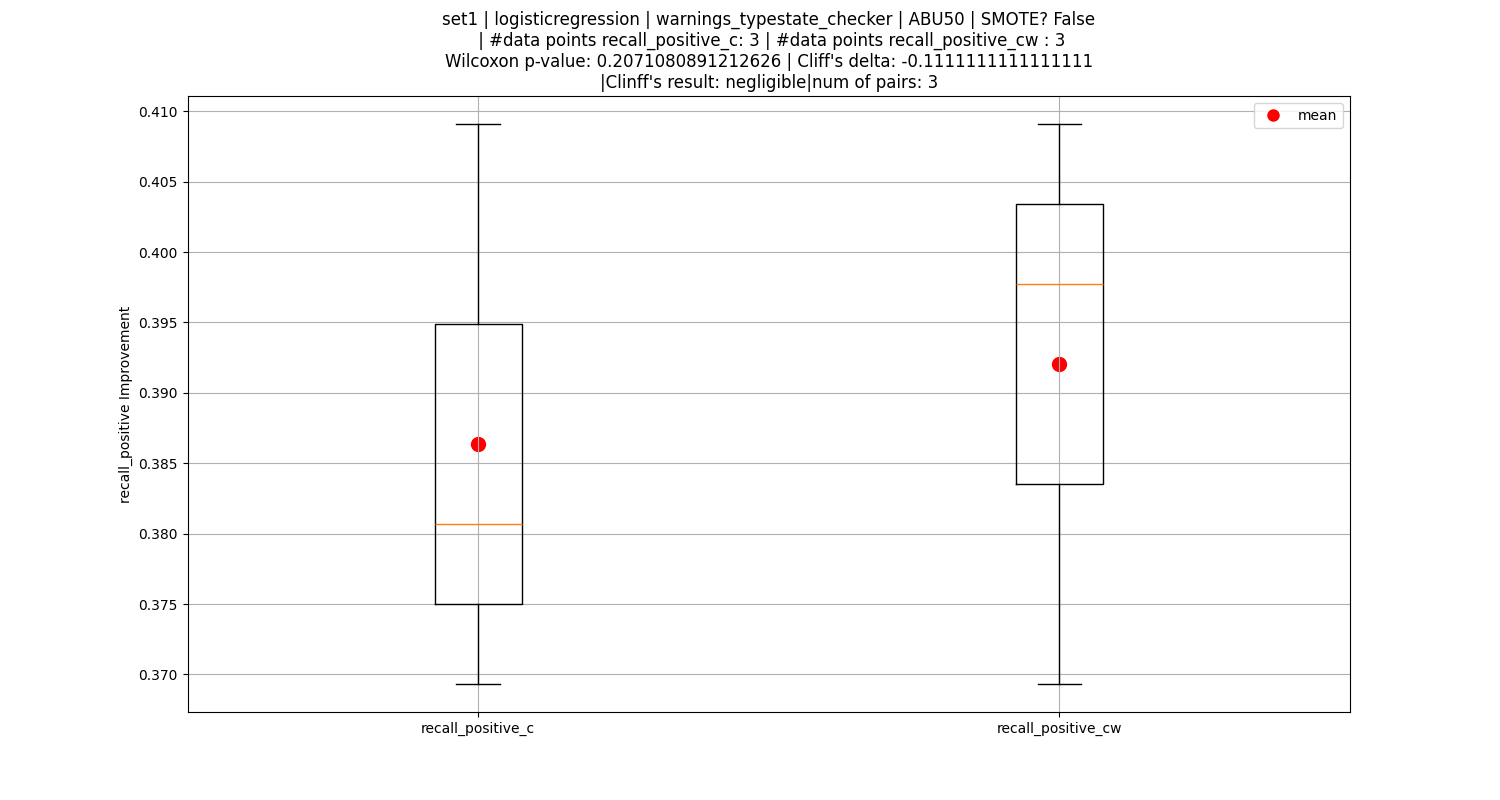 set1 | logisticregression | warnings_typestate_checker | ABU50 | SMOTE? False
| #data points recall_positive_c: 3 | #data points recall_positive_cw : 3
Wilcoxon p-value: 0.2071080891212626 | Cliff's delta: -0.1111111111111111
|Clinff's result: negligible|num of pairs: 3
mean
recall_positive Improvement
0.410
0.405
0.400
0.395
0.390
0.385
0.380
0.375
0.370
recall_positive_c
recall_positive_cw